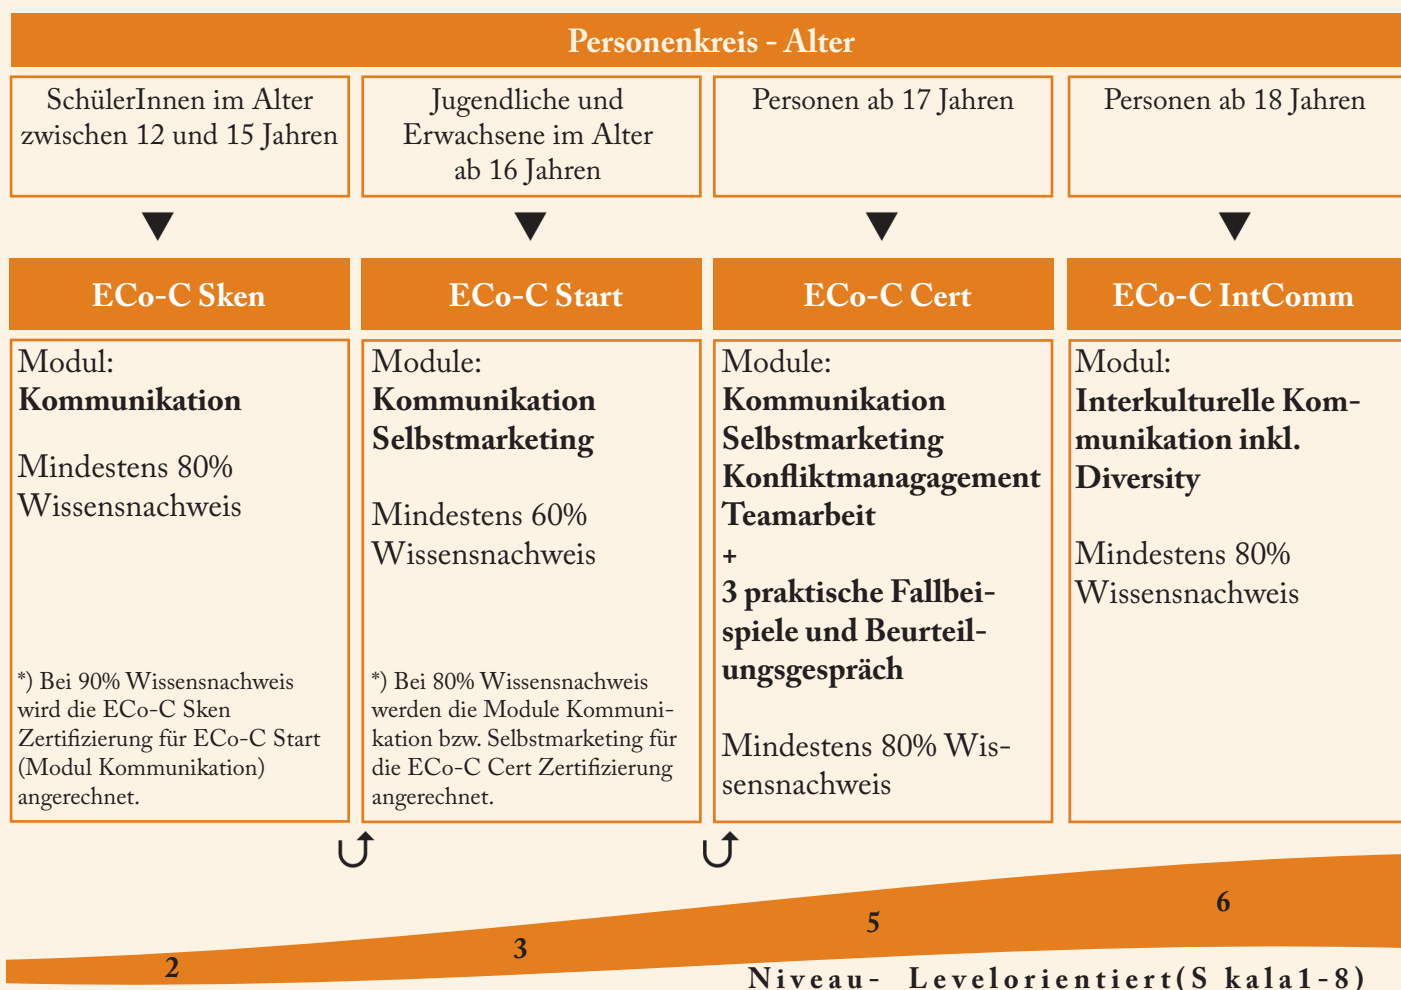 Personenkreis - Alter
SchülerInnen im Alter
zwischen 12 und 15 Jahren
Jugendliche und
Erwachsene im Alter
ab 16 Jahren
Personen ab 17 Jahren
Personen ab 18 Jahren
ECo-C Sken
ECo-C Start
ECo-C Cert
ECo-C IntComm
Modul:
Kommunikation
Mindestens 80%
Wissensnachweis
*) Bei 90% Wissensnachweis
wird die ECo-C Sken
Zertifizierung für ECo-C Start
(Modul Kommunikation)
angerechnet.
Module:
Kommunikation
Selbstmarketing
Mindestens 60%
Wissensnachweis
*) Bei 80% Wissensnachweis
werden die Module Kommuni-
kation bzw. Selbstmarketing für
die ECo-C Cert Zertifizierung
angerechnet.
Module:
Kommunikation
Selbstmarketing
Konfliktmanagagement
Teamarbeit
+
3 praktische Fallbei-
spiele und Beurteil-
ungsgespräch
Mindestens 80% Wis-
sensnachweis
Modul:
Interkulturelle Kom-
munikation inkl.
Diversity
Mindestens 80%
Wissensnachweis
2
3
5
6
Niveau- Levelorientiert(S kala1-8)